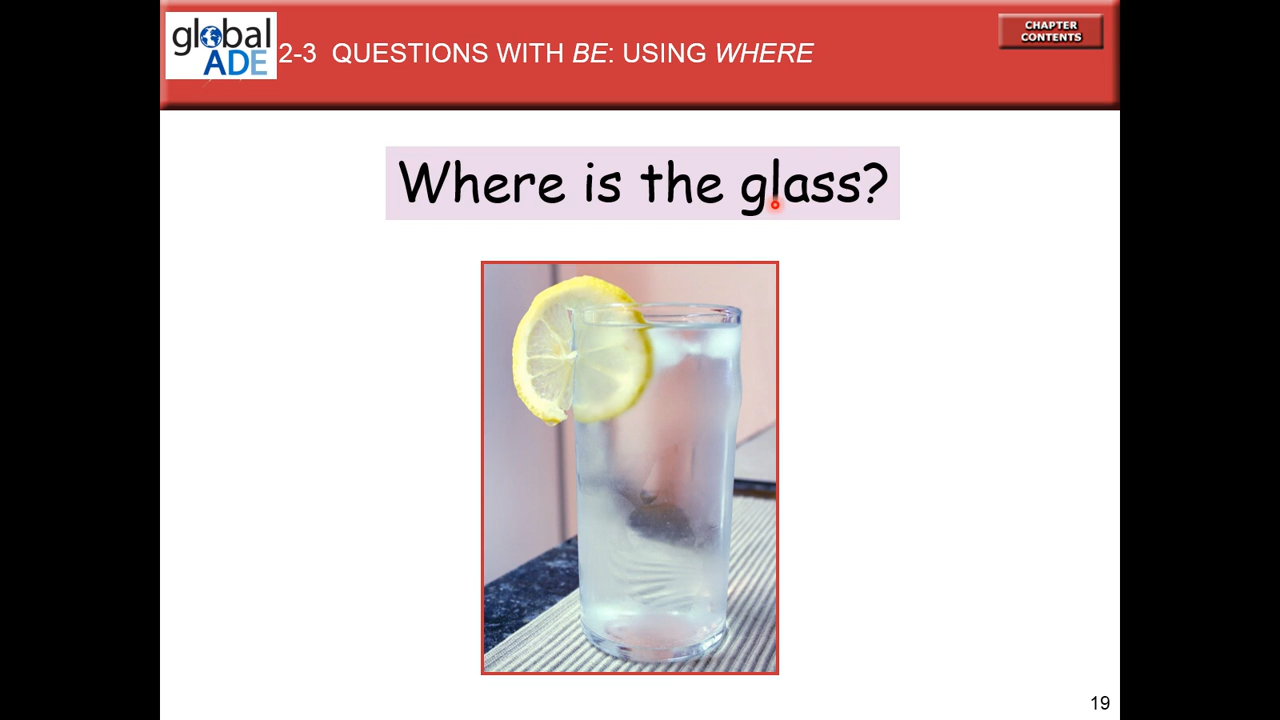 global
ADE
2-3 QUESTIONS WITH BE: USING WHERE
CHAPTER
CONTENTS
Where is the glass?
19